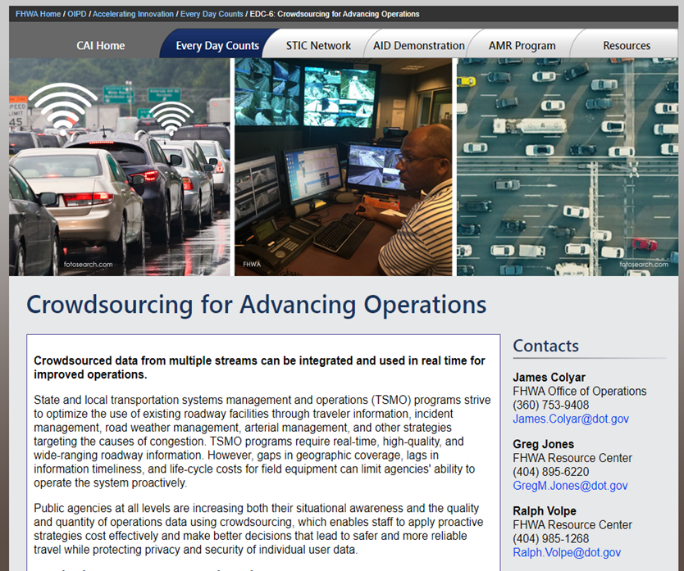 FHWA Home / OIPD / Accelerating Innovation / Every Day Counts / EDC-6: Crowdsourcing for Advancing Operations
CAI Home
Every Day Counts
STIC Network
AID Demonstration
AMR Program
Resources
SPEED
LIMIT
45
fotosearch.com
FHWA
fotosearch.com
Crowdsourcing for Advancing Operations
Crowdsourced data from multiple streams can be integrated and used in real time for
improved operations.
State and local transportation systems management and operations (TSMO) programs strive
to optimize the use of existing roadway facilities through traveler information, incident
management, road weather management, arterial management, and other strategies
targeting the causes of congestion. TSMO programs require real-time, high-quality, and
wide-ranging roadway information. However, gaps in geographic coverage, lags in
information timeliness, and life-cycle costs for field equipment can limit agencies' ability to
operate the system proactively.
Public agencies at all levels are increasing both their situational awareness and the quality
and quantity of operations data using crowdsourcing, which enables staff to apply proactive
strategies cost effectively and make better decisions that lead to safer and more reliable
travel while protecting privacy and security of individual user data.
Contacts
James Colyar
FHWA Office of Operations
(360) 753-9408
James.Colyar@dot.gov
Greg Jones
FHWA Resource Center
(404) 895-6220
GregM.Jones@dot.gov
Ralph Volpe
FHWA Resource Center
(404) 985-1268
Ralph.Volpe@dot.gov